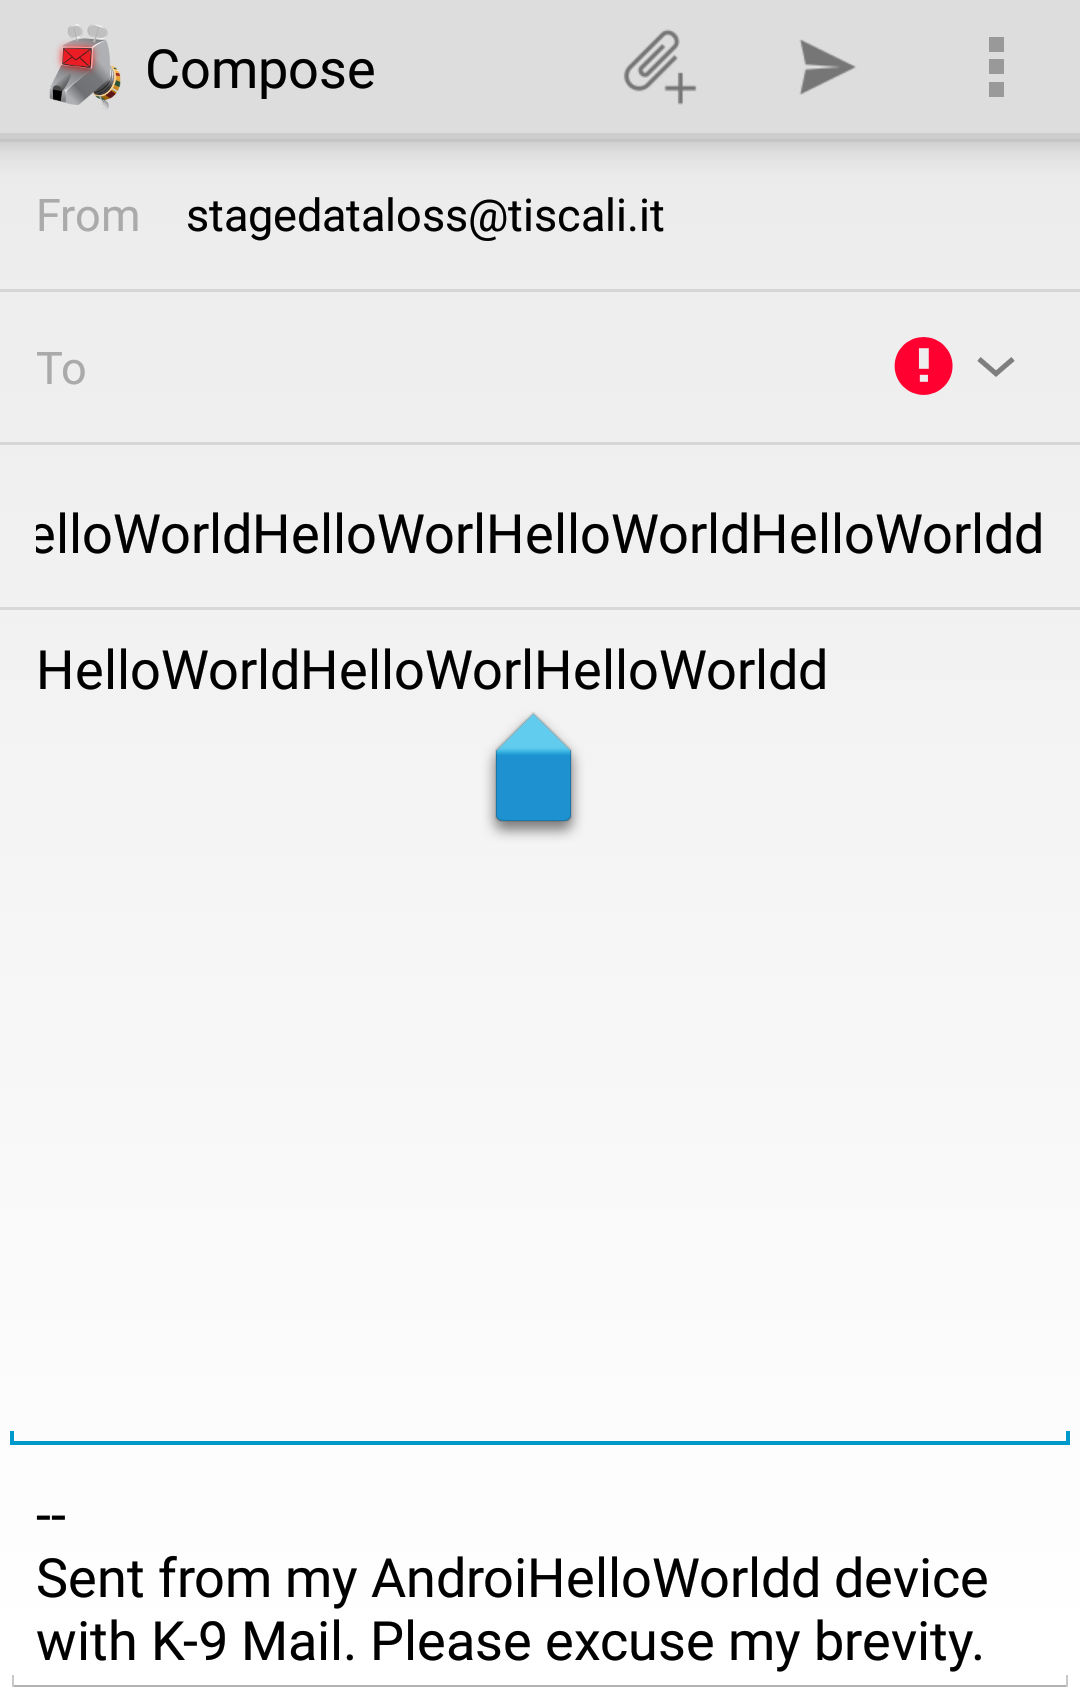 Compose
From stagedataloss@tiscali.it
To
elloWorldHelloWorlHelloWorldHelloWorldd
HelloWorldHelloWorlHelloWorldd
--
Sent from my AndroiHelloWorldd device
with K-9 Mail. Please excuse my brevity.